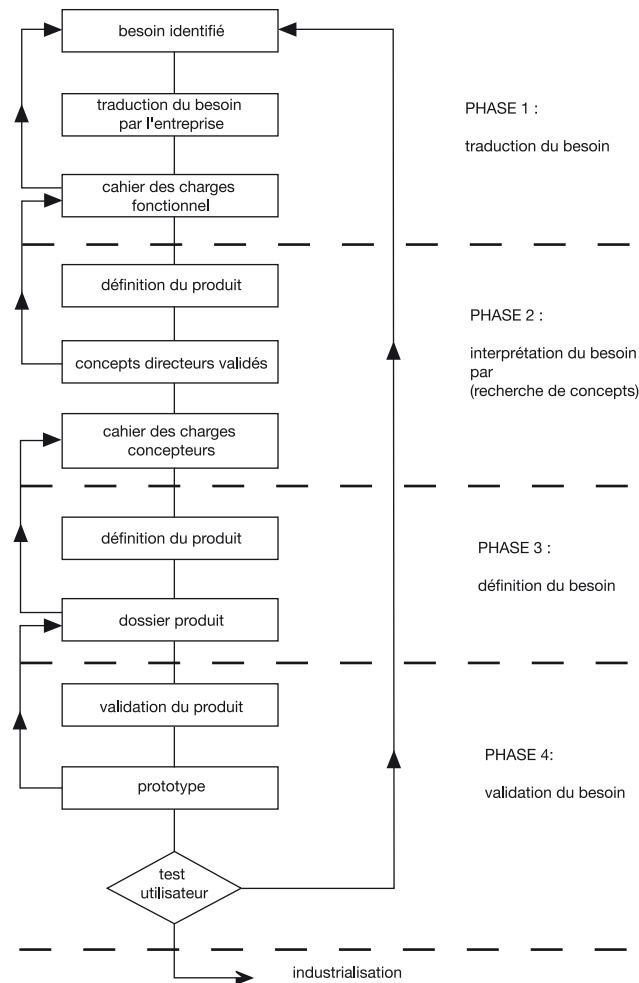 besoin identifié
traduction du besoin
par l'entreprise
PHASE 1 :
traduction du besoin
cahier des charges
fonctionnel
définition du produit
PHASE 2 :
interprétation du besoin
par
(recherche de concepts)
concepts directeurs validés
cahier des charges
concepteurs
définition du produit
PHASE 3 :
définition du besoin
dossier produit
validation du produit
PHASE 4:
validation du besoin
prototype
test
utilisateur
industrialisation